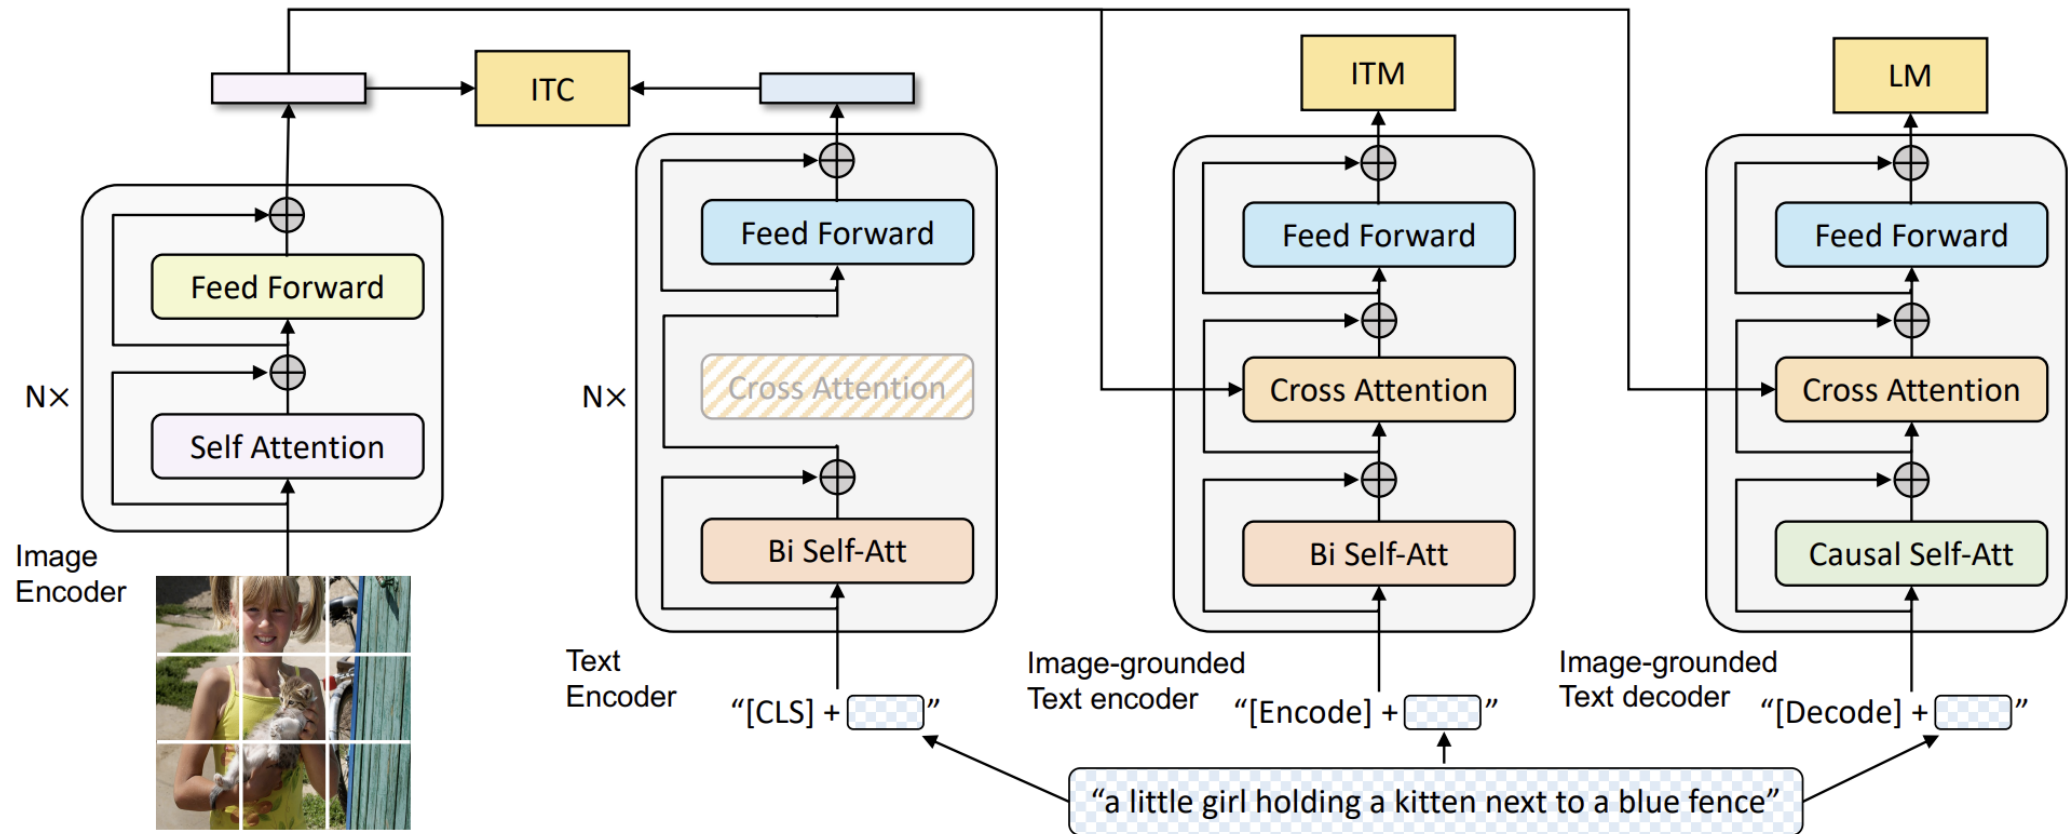 ITC
ITM
LM
Feed Forward
Self Attention
N×
Image
Encoder
Feed Forward
Cross Attention
Bi Self-Att
N×
Text
Encoder
“[CLS] + ”
Feed Forward
Cross Attention
Bi Self-Att
Image-grounded
Text encoder
“[Encode] + ”
Feed Forward
Cross Attention
Causal Self-Att
Image-grounded
Text decoder
“[Decode] + ”
“a little girl holding a kitten next to a blue fence”